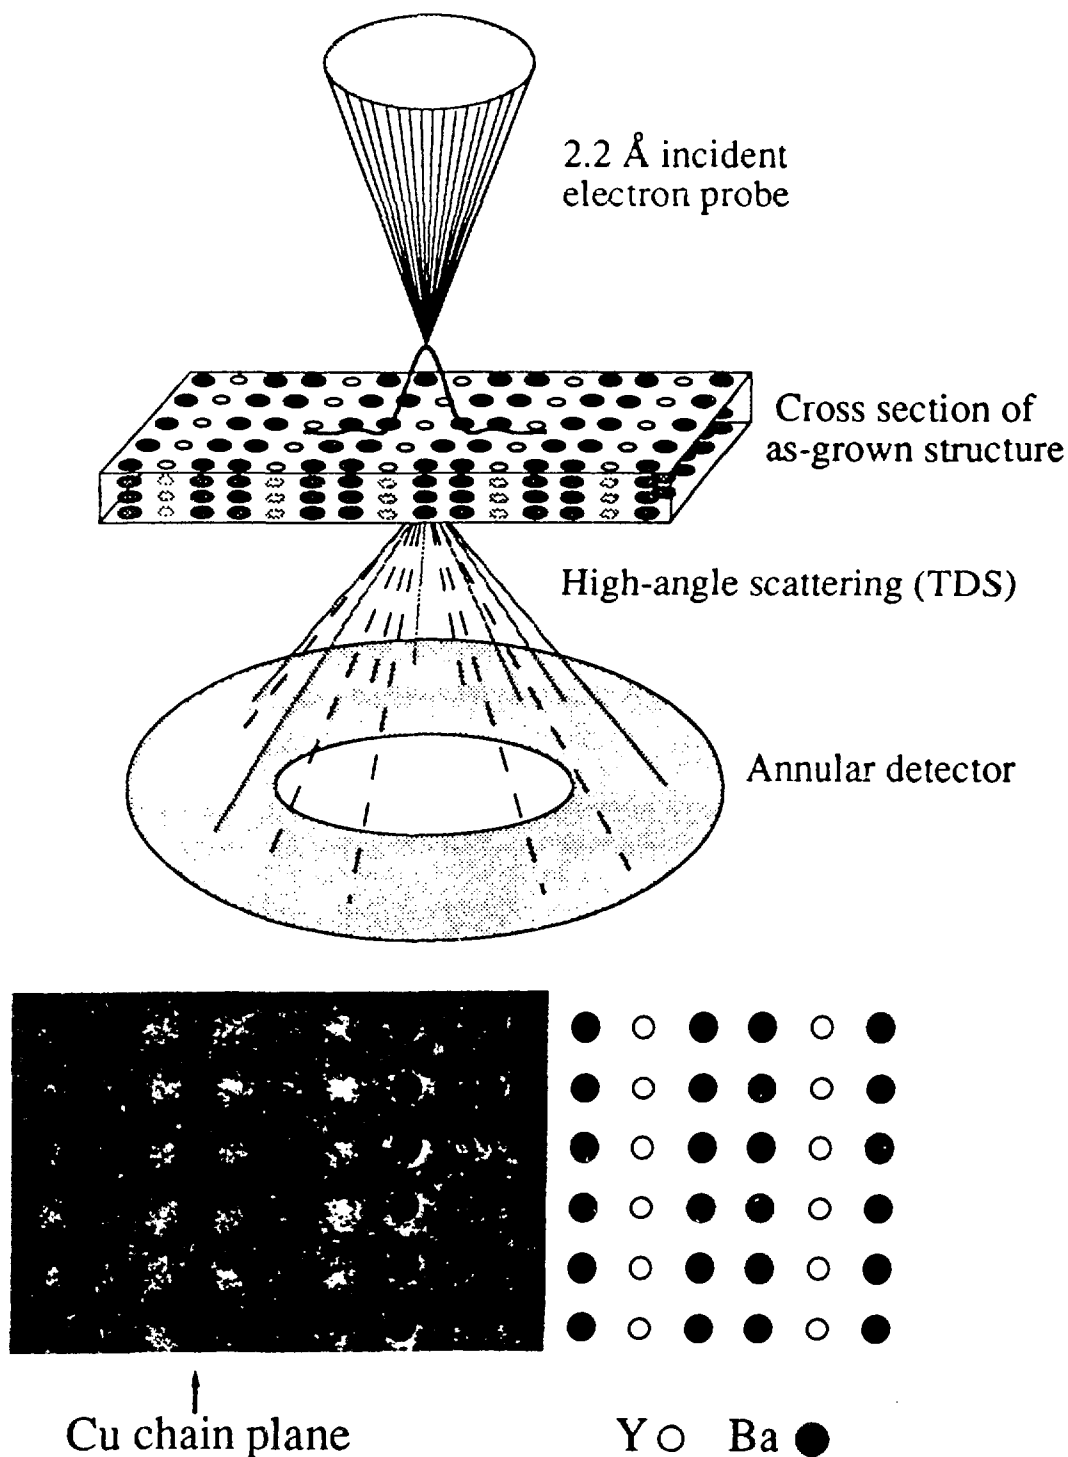 2.2 Å incident
electron probe
Cross section of
as-grown structure
High-angle scattering (TDS)
Annular detector
Cu chain plane
Y Ba